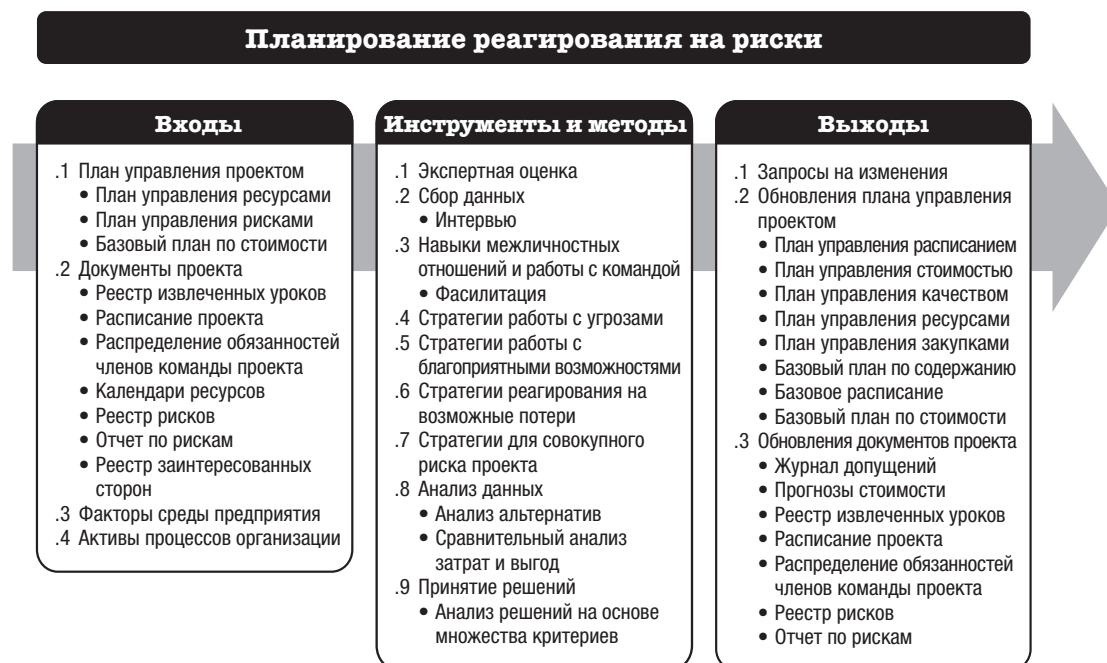 Планирование реагирования на риски
Входы
.1 План управления проектом
• План управления ресурсами
• План управления рисками
• Базовый план по стоимости
.2 Документы проекта
• Реестр извлеченных уроков
• Расписание проекта
• Распределение обязанностей
членов команды проекта
• Календари ресурсов
• Реестр рисков
• Отчет по рискам
• Реестр заинтересованных
сторон
.3 Факторы среды предприятия
.4 Активы процессов организации
Инструменты и методы
.1 Экспертная оценка
.2 Сбор данных
• Интервью
.3 Навыки межличностных
отношений и работы с командой
• Фасилитация
.4 Стратегии работы с угрозами
.5 Стратегии работы с
благоприятными возможностями
.6 Стратегии реагирования на
возможные потери
.7 Стратегии для совокупного
риска проекта
.8 Анализ данных
• Анализ альтернатив
• Сравнительный анализ
затрат и выгод
.9 Принятие решений
• Анализ решений на основе
множества критериев
Выходы
.1 Запросы на изменения
.2 Обновления плана управления
проектом
• План управления расписанием
• План управления стоимостью
• План управления качеством
• План управления ресурсами
• План управления закупками
• Базовый план по содержанию
• Базовое расписание
• Базовый план по стоимости
.3 Обновления документов проекта
• Журнал допущений
• Прогнозы стоимости
• Реестр извлеченных уроков
• Расписание проекта
• Распределение обязанностей
членов команды проекта
• Реестр рисков
• Отчет по рискам